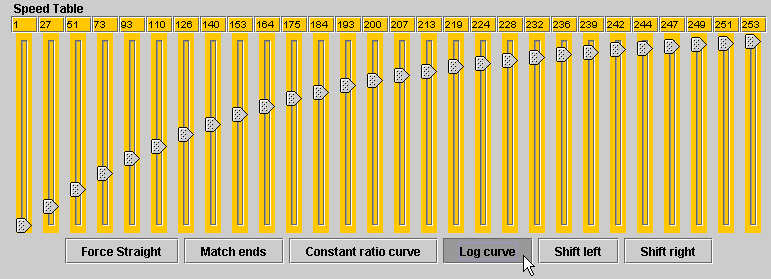 Speed Table
1 27 51 73 93 110 126 140 153 164 175 184 193 200 207 213 219 224 228 232 236 239 242 244 247 249 251 253
Force Straight Match ends Constant ratio curve Log curve Shift left Shift right